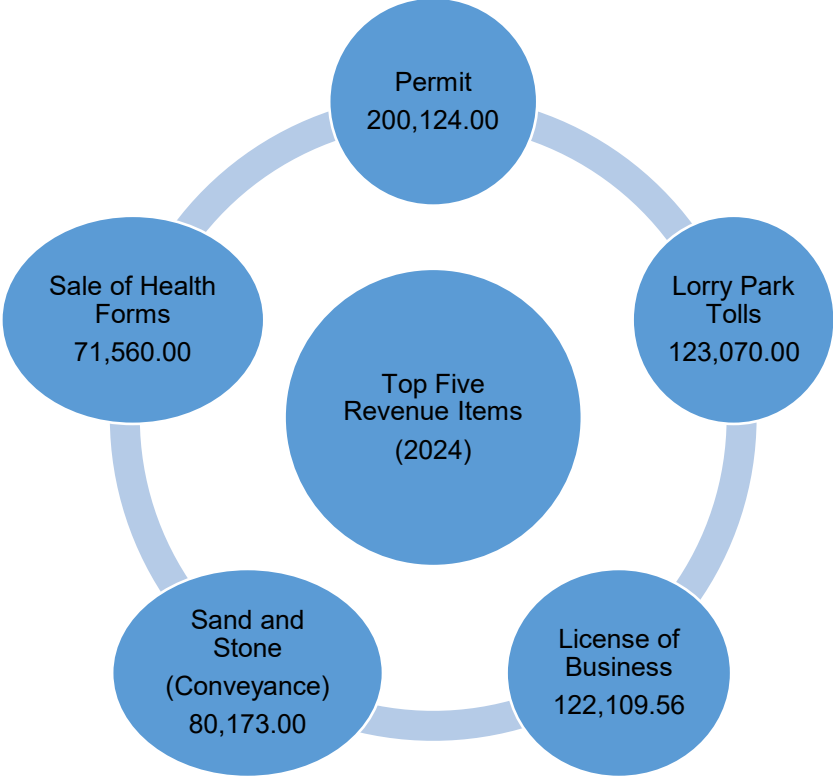 Permit
200,124.00
Sale of Health
Forms
71,560.00
Lorry Park
Tolls
123,070.00
Top Five
Revenue Items
(2024)
Sand and
Stone
(Conveyance)
80,173.00
License of
Business
122,109.56